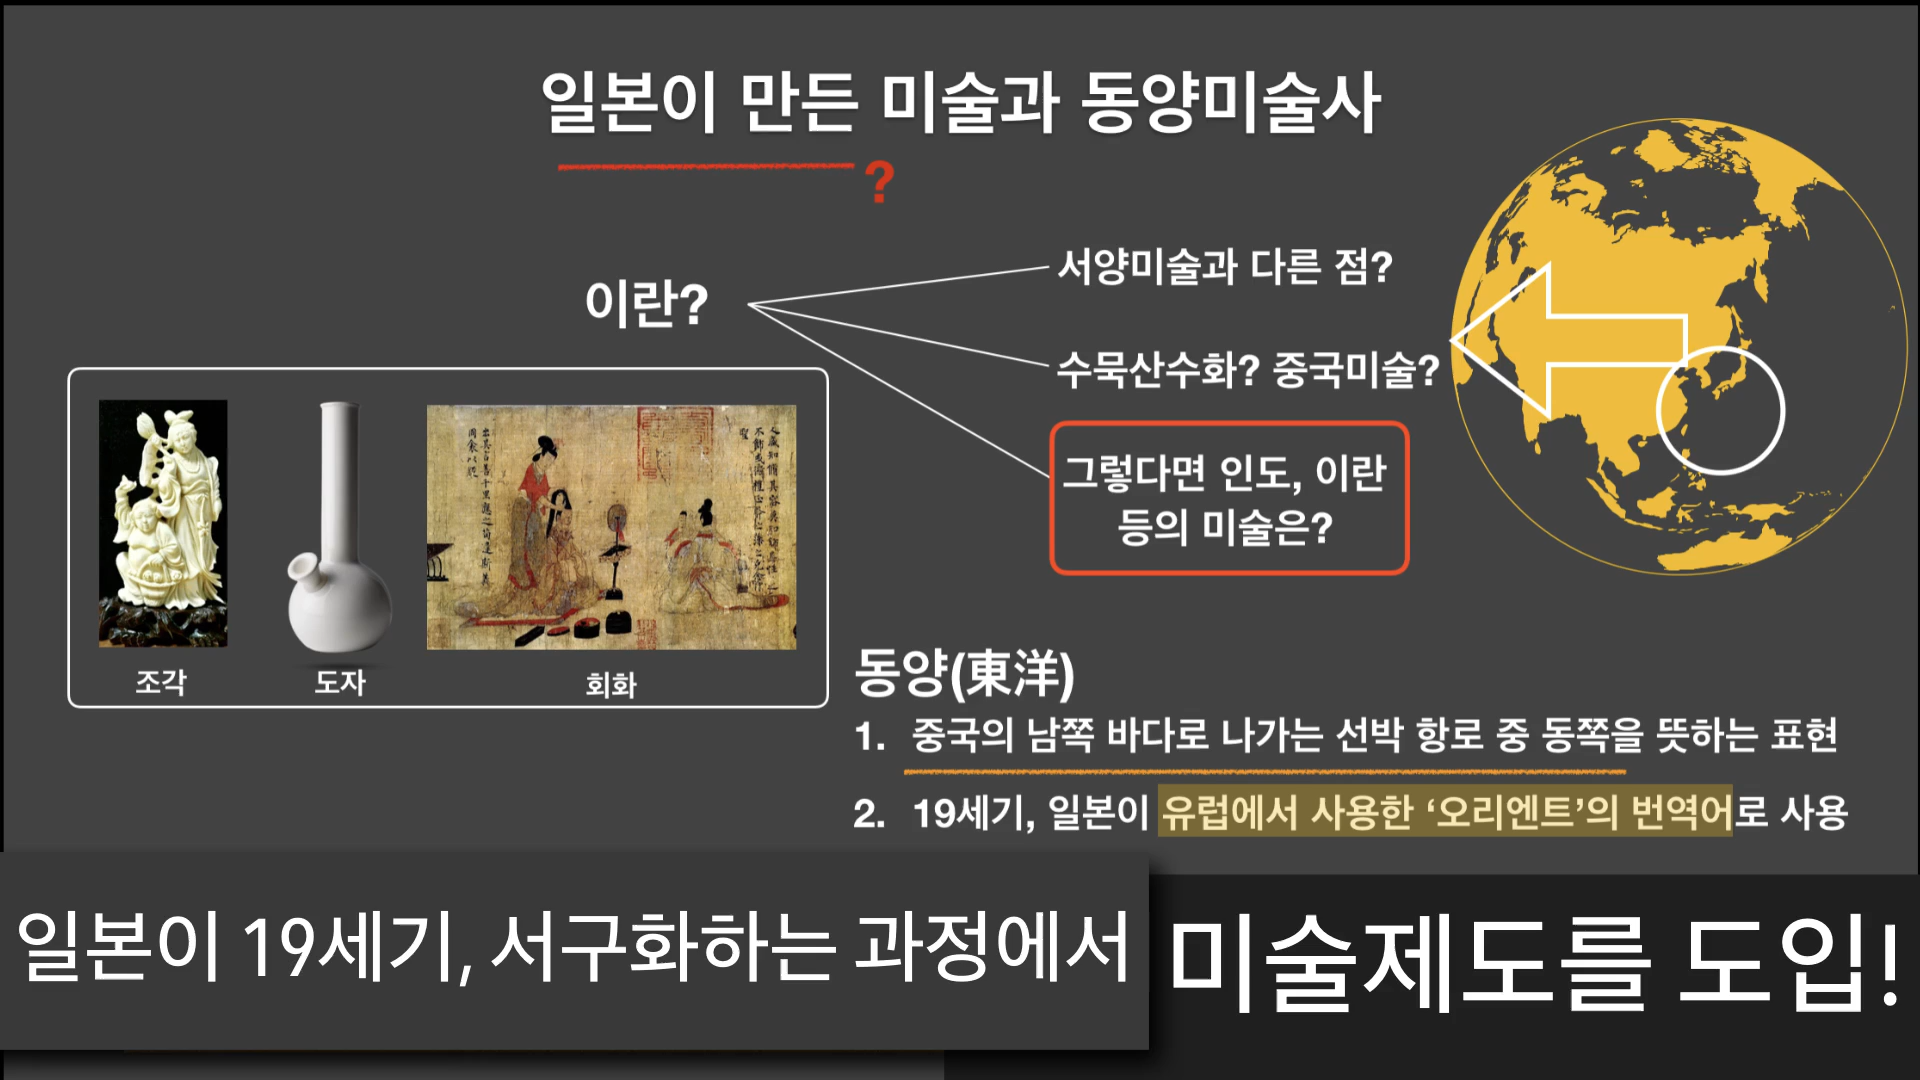 일본이 만든 미술과 동양미술사
?
이란?
서양미술과 다른 점?
수묵산수화? 중국미술?
그렇다면 인도, 이란
등의 미술은?
조각
도자
회화
동양(東洋)
1. 중국의 남쪽 바다로 나가는 선박 항로 중 동쪽을 뜻하는 표현
2. 19세기, 일본이 유럽에서 사용한 ‘오리엔트’의 번역어로 사용
일본이 19세기, 서구화하는 과정에서
미술제도를 도입!